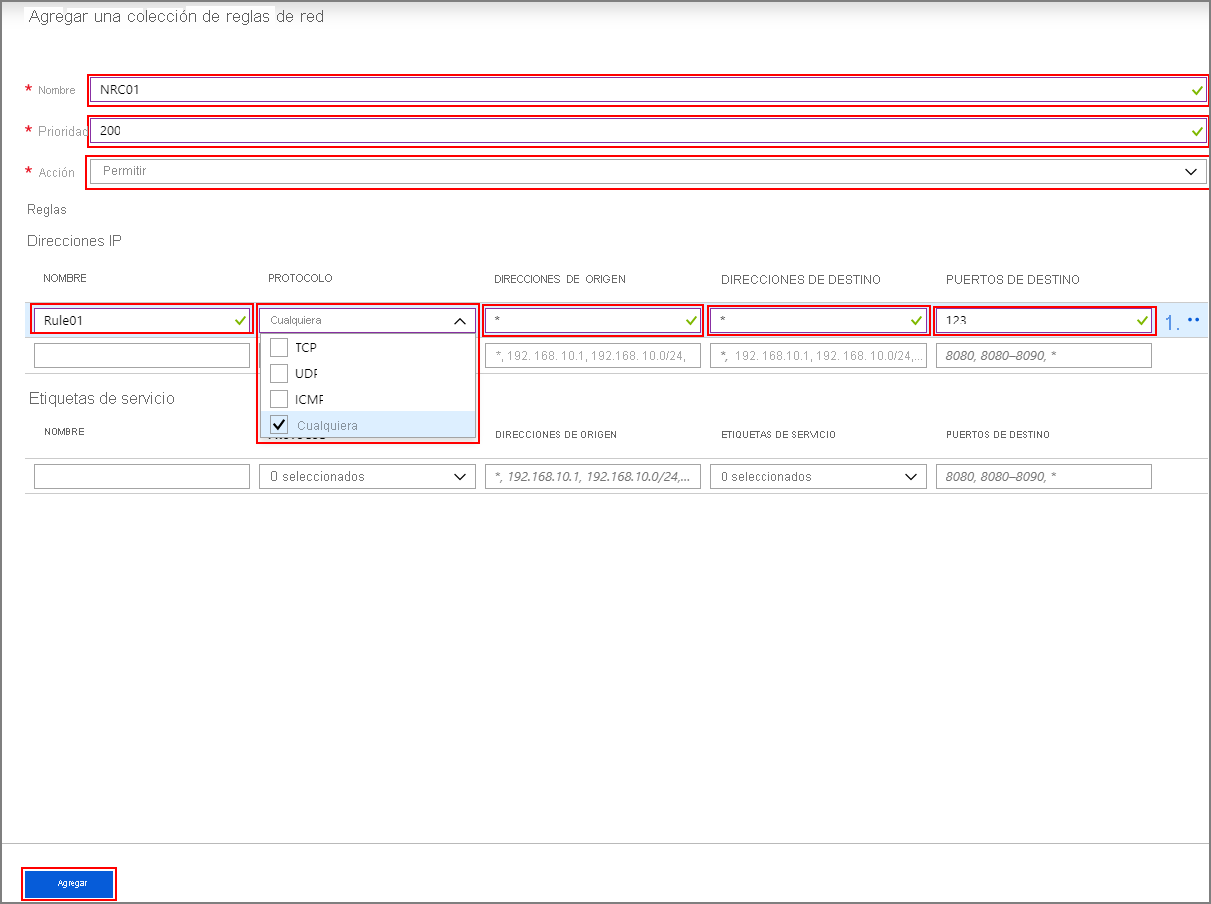 Agregar una colección de reglas de red
* Nombre NRC01
* Prioridad 200
* Acción Permitir
Reglas
Direcciones IP
NOMBRE PROTOCOLO DIRECCIONES DE ORIGEN DIRECCIONES DE DESTINO PUERTOS DE DESTINO
Rule01 Cualquiera * * 123 1. ••
*, 192. 168. 10.1, 192.168. 10.0/24, *, 192. 168.10.1, 192. 168. 10.0/24,... 8080, 8080–8090, *
TCP
UDP
ICMP
Cualquiera
Etiquetas de servicio
NOMBRE PROTOCOLO DIRECCIONES DE ORIGEN ETIQUETAS DE SERVICIO PUERTOS DE DESTINO
0 seleccionados *, 192.168.10.1, 192.168.10.0/24,... 0 seleccionados 8080, 8080–8090, *
Agregar